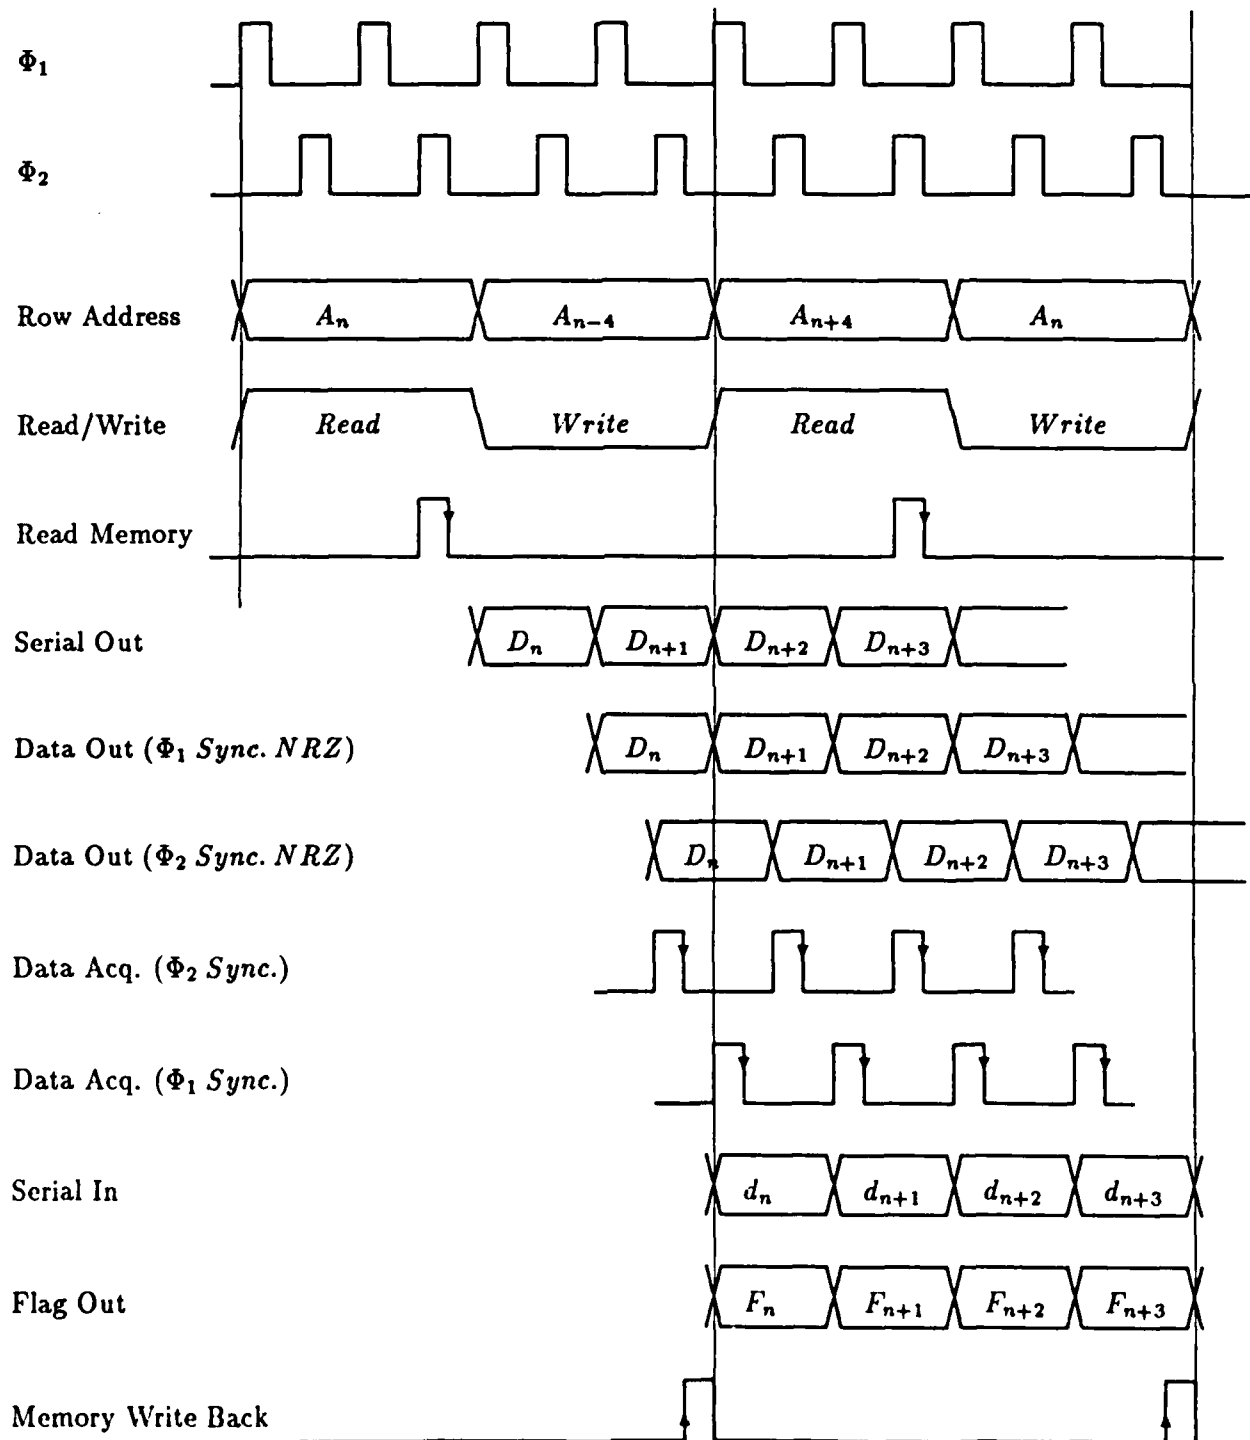 Φ₁
Φ₂
Row Address Aₙ Aₙ₋₄ Aₙ₊₄ Aₙ
Read/Write Read Write Read Write
Read Memory
Serial Out Dₙ Dₙ₊₁ Dₙ₊₂ Dₙ₊₃
Data Out (Φ₁ Sync. NRZ) Dₙ Dₙ₊₁ Dₙ₊₂ Dₙ₊₃
Data Out (Φ₂ Sync. NRZ) Dₙ Dₙ₊₁ Dₙ₊₂ Dₙ₊₃
Data Acq. (Φ₂ Sync.)
Data Acq. (Φ₁ Sync.)
Serial In dₙ dₙ₊₁ dₙ₊₂ dₙ₊₃
Flag Out Fₙ Fₙ₊₁ Fₙ₊₂ Fₙ₊₃
Memory Write Back